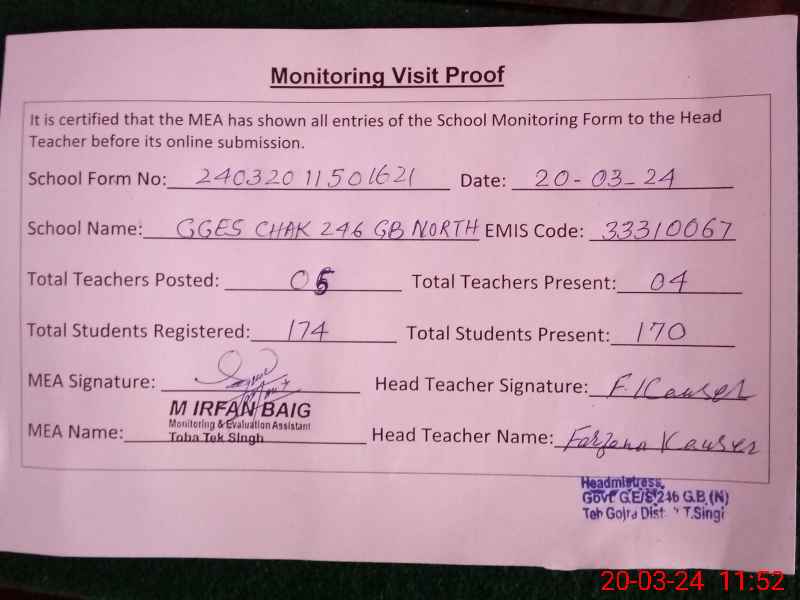 Monitoring Visit Proof
It is certified that the MEA has shown all entries of the School Monitoring Form to the Head
Teacher before its online submission.
School Form No: 24032011501621 Date: 20-03-24
School Name: GGES CHAK 246 GB NORTH EMIS Code: 33310067
Total Teachers Posted: 05 Total Teachers Present: 04
Total Students Registered: 174 Total Students Present: 170
MEA Signature: Head Teacher Signature: F. Kauser
M IRFAN BAIG
Monitoring & Evaluation Assistant
MEA Name: Toba Tek Singh Head Teacher Name: Farzana Kauser
Headmistress,
Govt G.E/S 246 G.B, (N)
Teh Gojra Dist: T.T.Singh
20-03-24 11:52